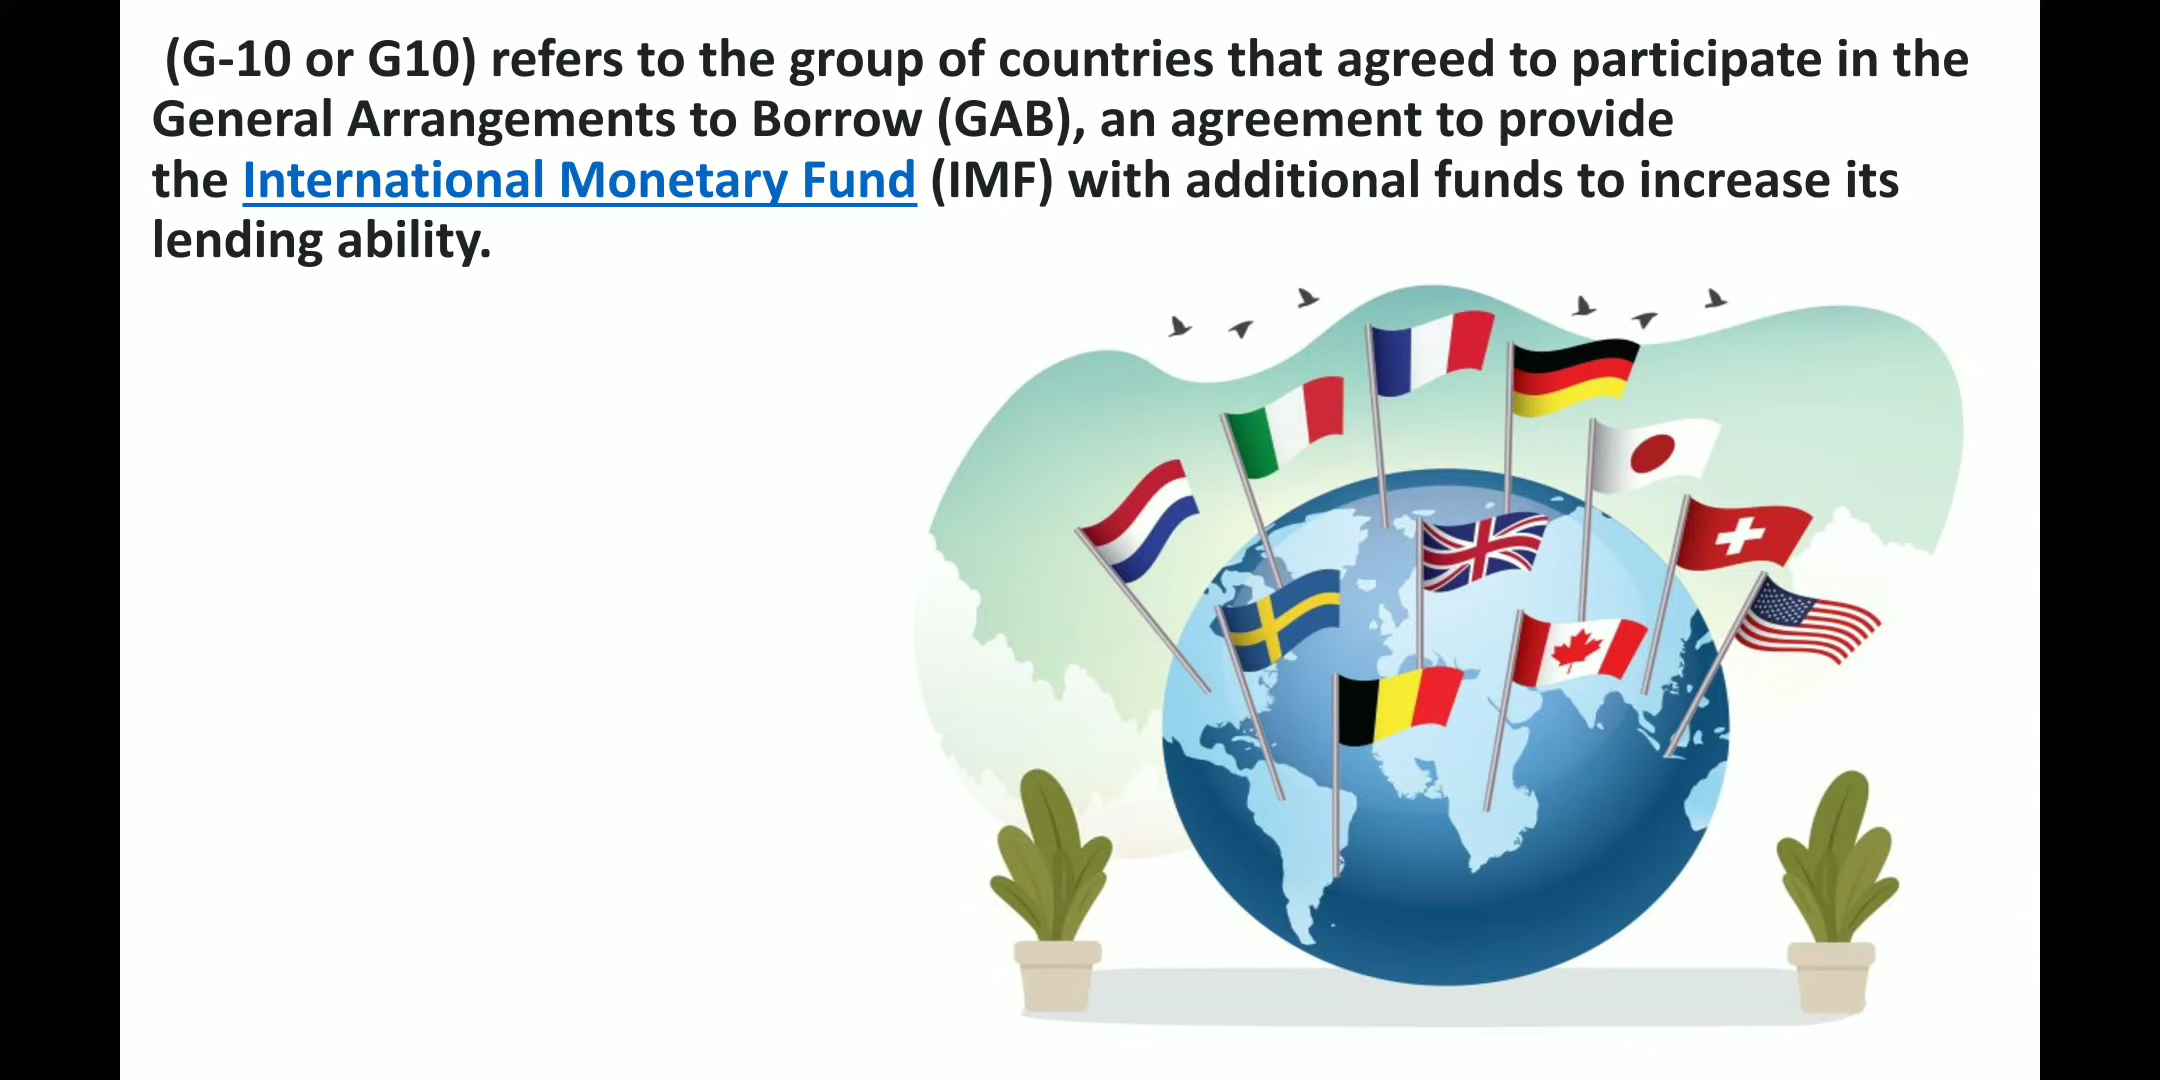 (G-10 or G10) refers to the group of countries that agreed to participate in the
General Arrangements to Borrow (GAB), an agreement to provide
the International Monetary Fund (IMF) with additional funds to increase its
lending ability.